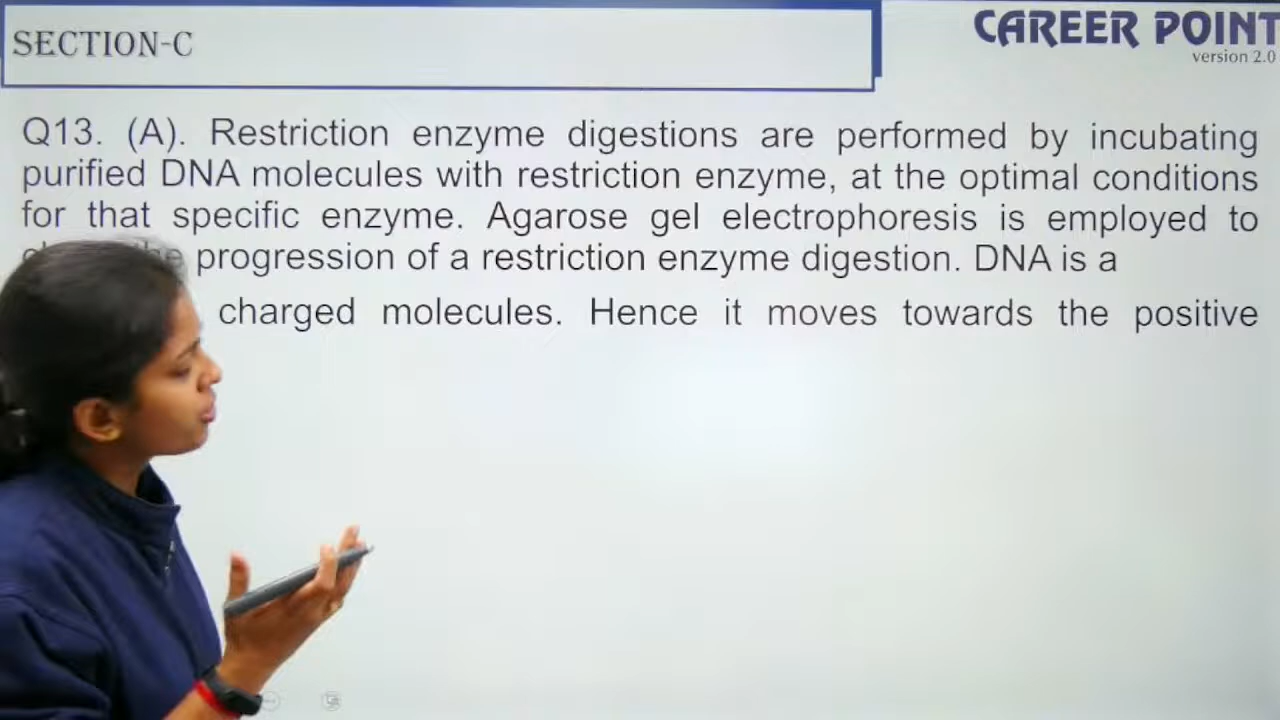 SECTION-C
CAREER POINT
version 2.0
Q13. (A). Restriction enzyme digestions are performed by incubating
purified DNA molecules with restriction enzyme, at the optimal conditions
for that specific enzyme. Agarose gel electrophoresis is employed to
progression of a restriction enzyme digestion. DNA is a
charged molecules. Hence it moves towards the positive